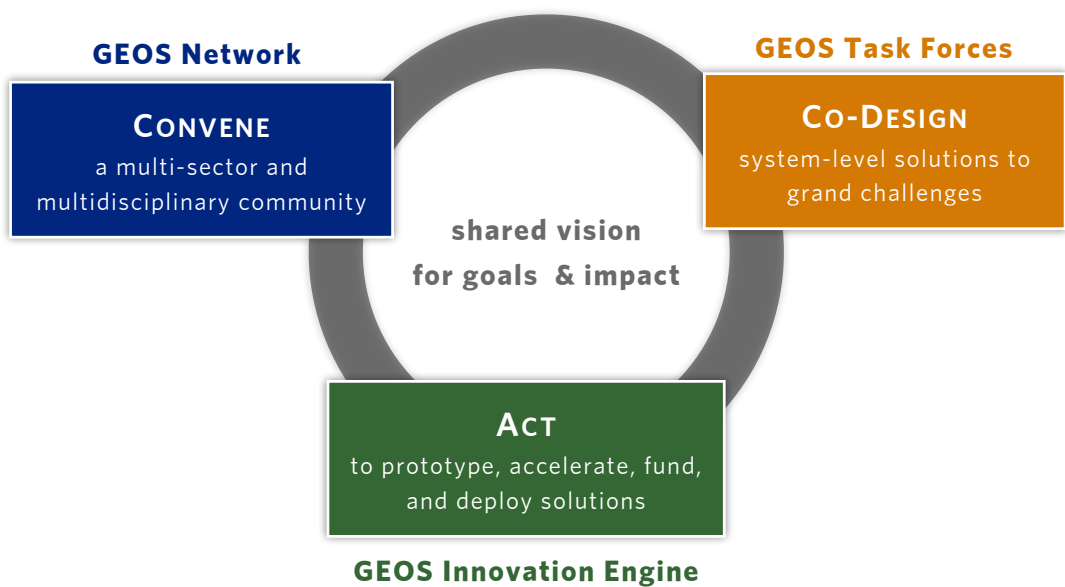 GEOS Network
CONVENE
a multi-sector and
multidisciplinary community
GEOS Task Forces
CO-DESIGN
system-level solutions to
grand challenges
shared vision
for goals & impact
ACT
to prototype, accelerate, fund,
and deploy solutions
GEOS Innovation Engine